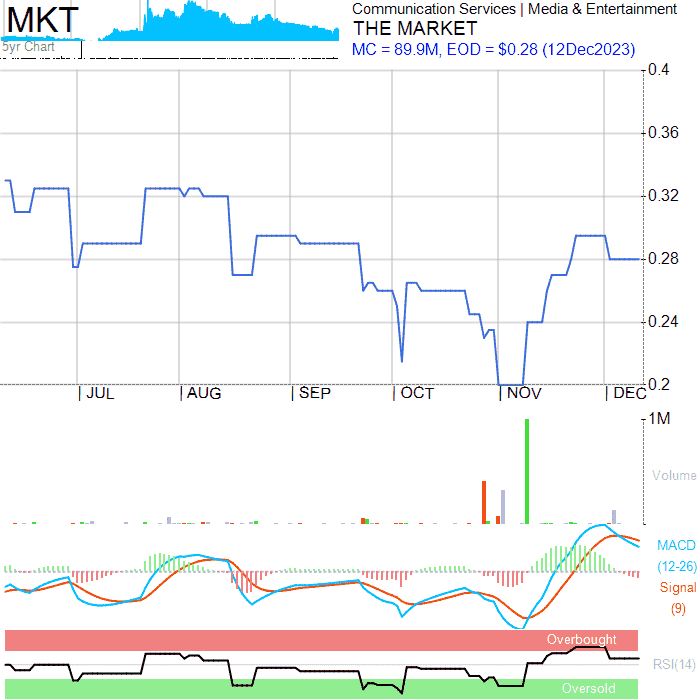 MKT
5yr Chart
Communication Services | Media & Entertainment
THE MARKET
MC = 89.9M, EOD = $0.28 (12Dec2023)
0.4
0.36
0.32
0.28
0.24
0.2
JUL
AUG
SEP
OCT
NOV
DEC
1M
Volume
MACD
(12-26)
Signal
(9)
Overbought
RSI(14)
Oversold